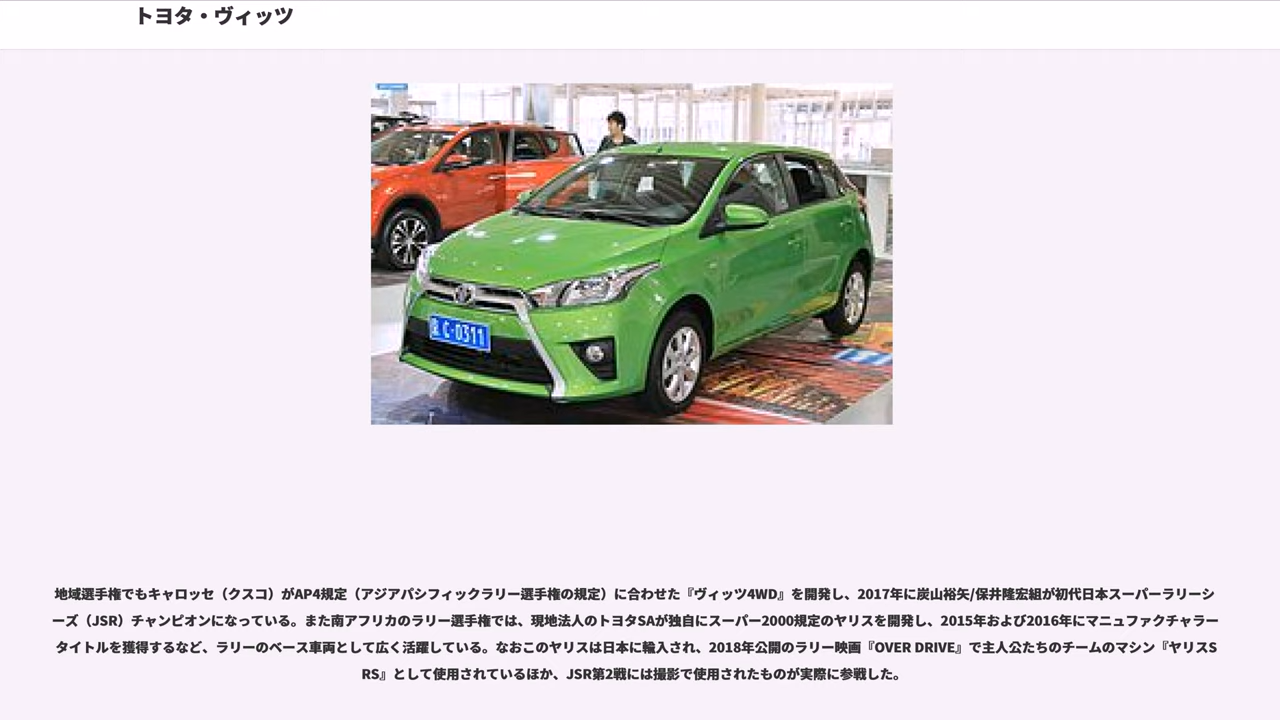 トヨタ・ヴィッツ
C·0311
地域選手権でもキャロッセ（クスコ）がAP4規定（アジアパシフィックラリー選手権の規定）に合わせた『ヴィッツ4WD』を開発し、2017年に炭山裕矢/保井隆宏組が初代日本スーパーラリーシ
ーズ（JSR）チャンピオンになっている。また南アフリカのラリー選手権では、現地法人のトヨタSAが独自にスーパー2000規定のヤリスを開発し、2015年および2016年にマニュファクチャラー
タイトルを獲得するなど、ラリーのベース車両として広く活躍している。なおこのヤリスは日本に輸入され、2018年公開のラリー映画『OVER DRIVE』で主人公たちのチームのマシン『ヤリスS
RS』として使用されているほか、JSR第2戦には撮影で使用されたものが実際に参戦した。